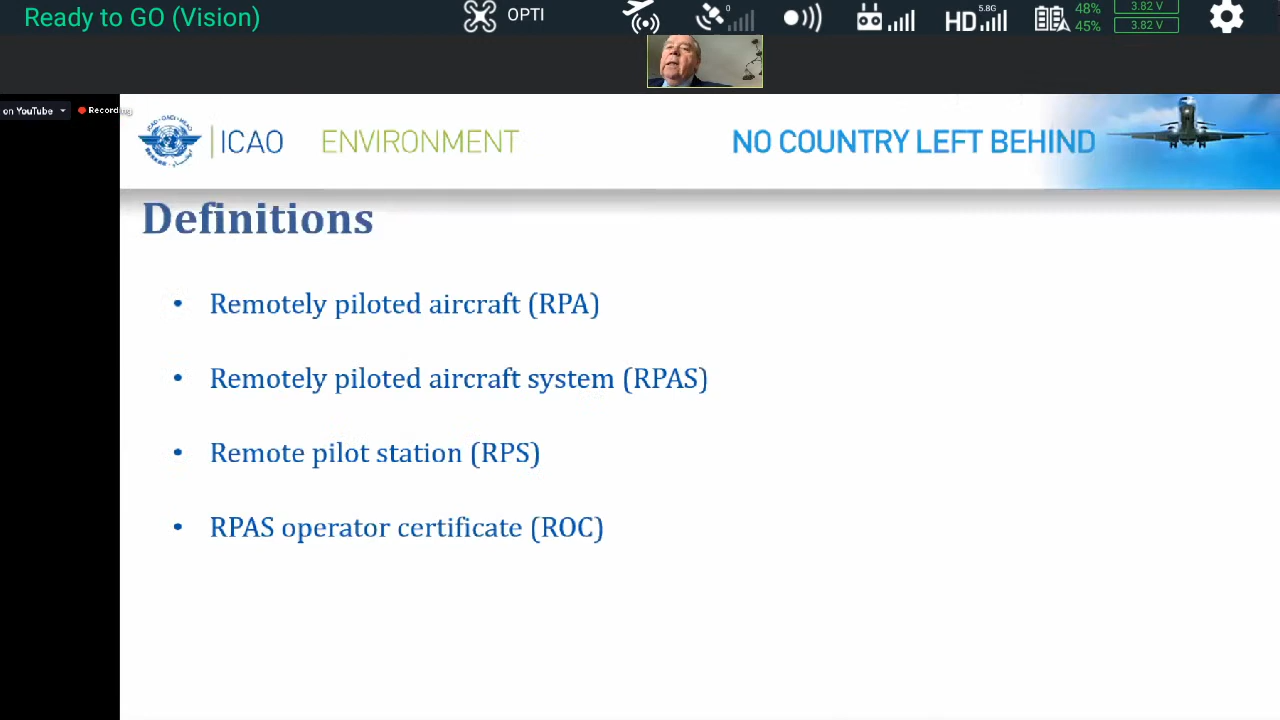 Ready to GO (Vision)
OPTI
0
HD
5.8G
48%
45%
3.82 V
3.82 V
on YouTube
Recording
ICAO
ENVIRONMENT
NO COUNTRY LEFT BEHIND
Definitions
• Remotely piloted aircraft (RPA)
• Remotely piloted aircraft system (RPAS)
• Remote pilot station (RPS)
• RPAS operator certificate (ROC)